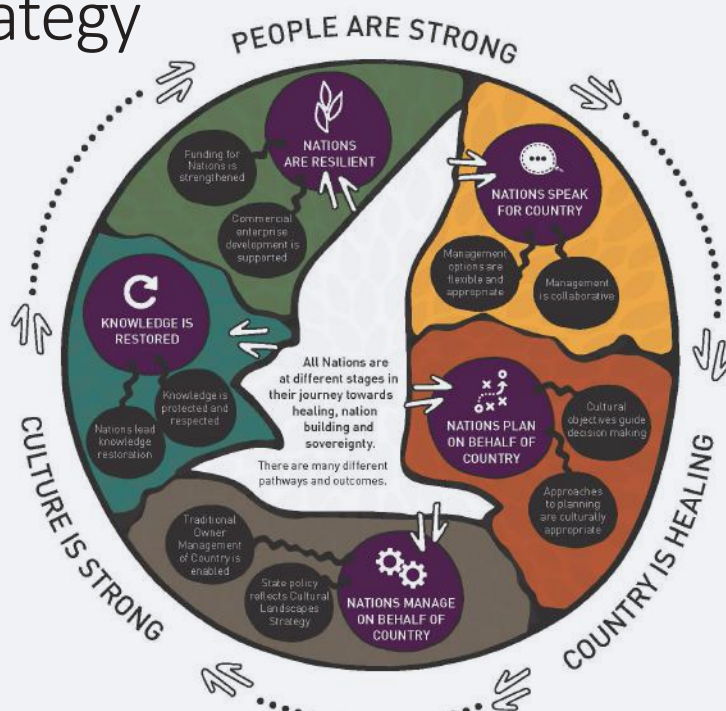 ategy
PEOPLE ARE STRONG
NATIONS
ARE RESILIENT
Funding for
Nations is
strengthened
Commercial
enterprise
development is
supported
NATIONS SPEAK
FOR COUNTRY
Management
options are
flexible and
appropriate
Management
is collaborative
KNOWLEDGE IS
RESTORED
Knowledge is
protected and
respected
Nations lead
knowledge
restoration
All Nations are
at different stages in
their journey towards
healing, nation
building and
sovereignty.
There are many different
pathways and outcomes.
NATIONS PLAN
ON BEHALF OF
COUNTRY
Cultural
objectives guide
decision making
Approaches
to planning
are culturally
appropriate
Traditional
Owner
Management
of Country is
enabled
State policy
reflects Cultural
Landscapes
Strategy
NATIONS MANAGE
ON BEHALF OF
COUNTRY
CULTURE IS STRONG
COUNTRY IS HEALING